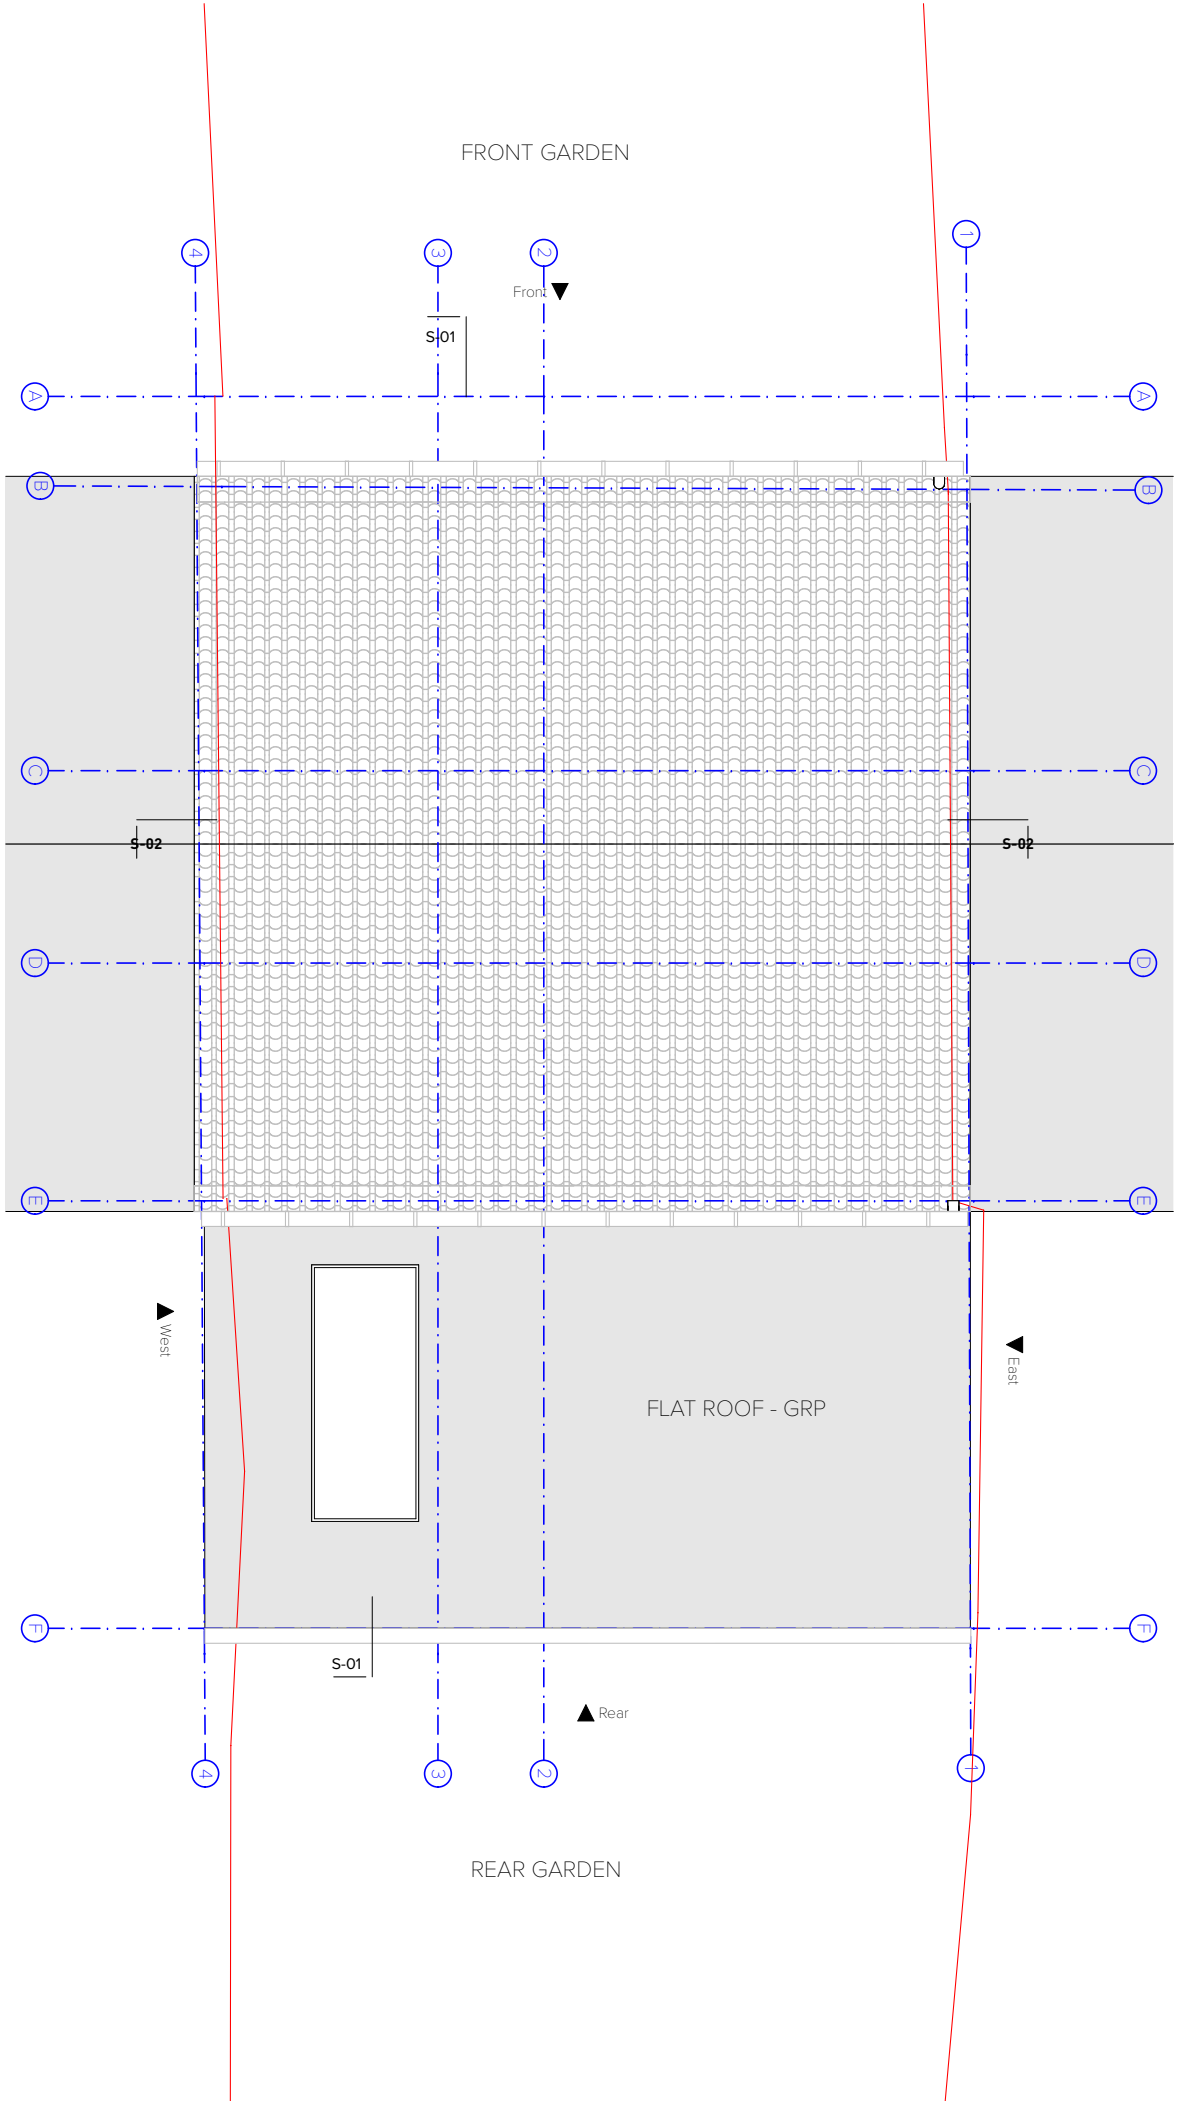 FRONT GARDEN
1
4
3
2
Front
S-01
A
A
B
B
C
C
S-02
S-02
D
D
E
E
West
East
FLAT ROOF - GRP
F
F
S-01
Rear
4
3
2
1
REAR GARDEN